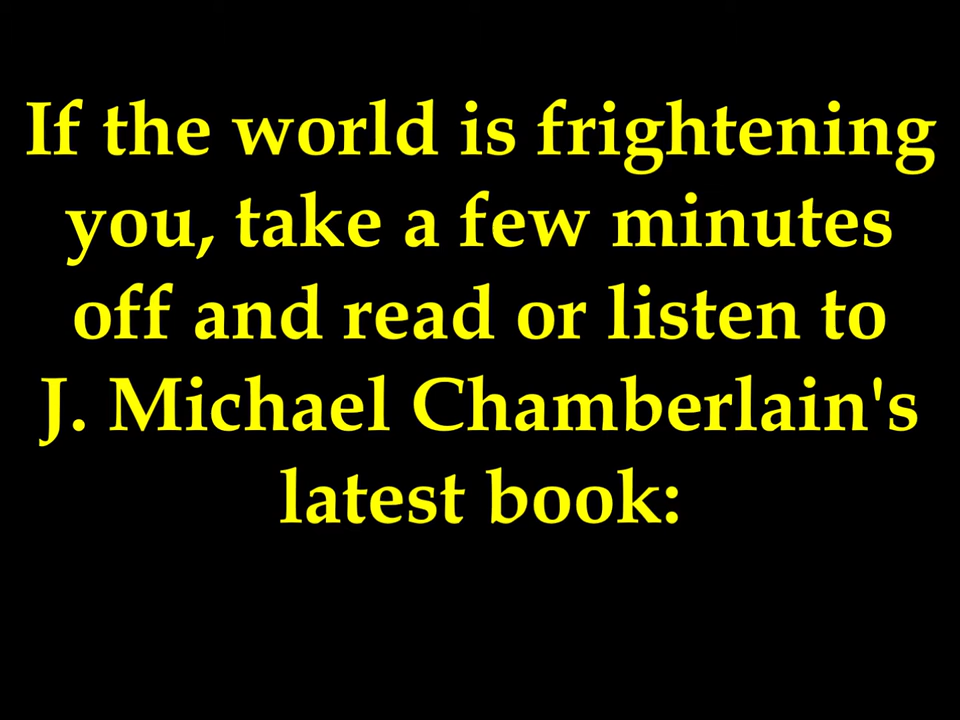 If the world is frightening
you, take a few minutes
off and read or listen to
J. Michael Chamberlain's
latest book: